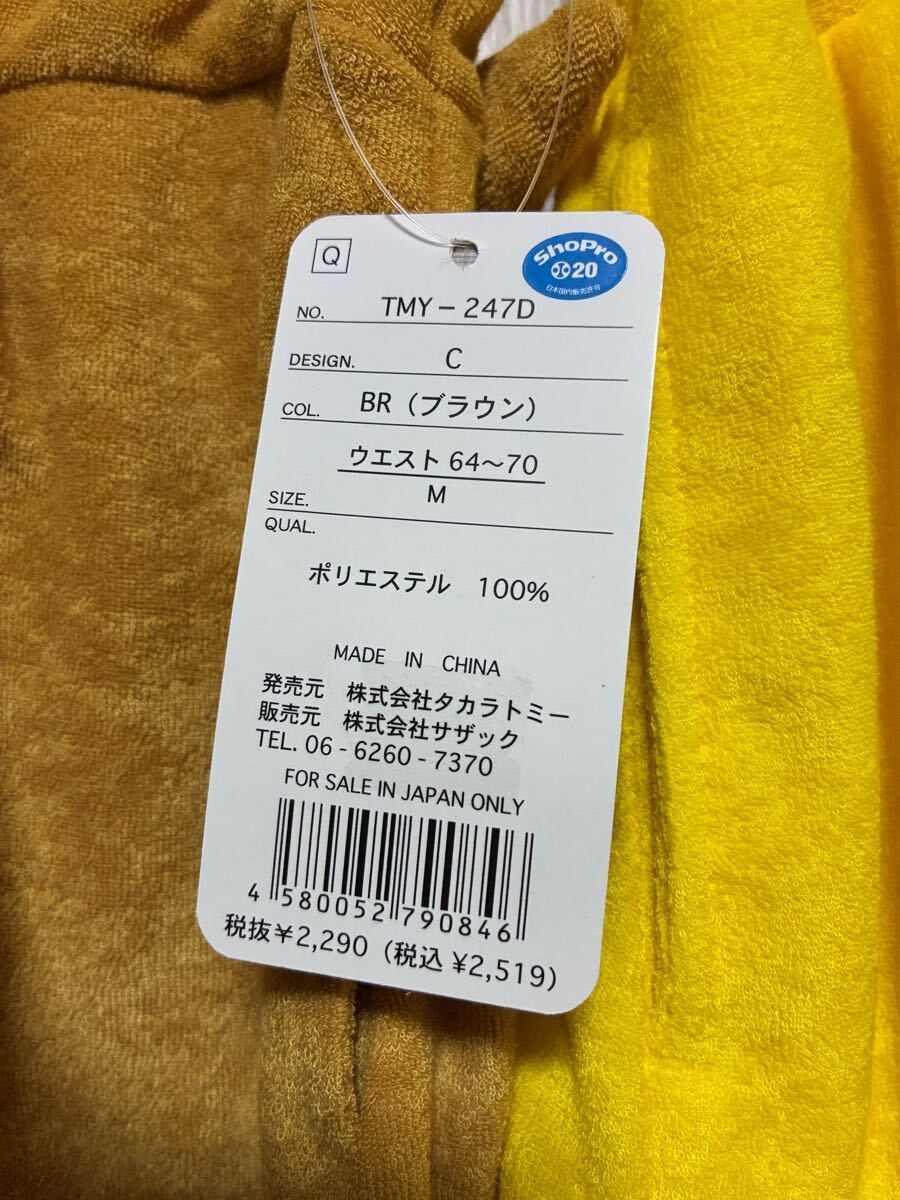 Q
ShoPro
20
日本国内販売許可
NO. TMY－247D
DESIGN. C
COL. BR（ブラウン）
ウエスト 64～70
SIZE. M
QUAL.
ポリエステル 100%
MADE IN CHINA
発売元 株式会社タカラトミー
販売元 株式会社サザック
TEL. 06 - 6260 - 7370
FOR SALE IN JAPAN ONLY
4 580052 790846
税抜¥2,290（税込 ¥2,519）